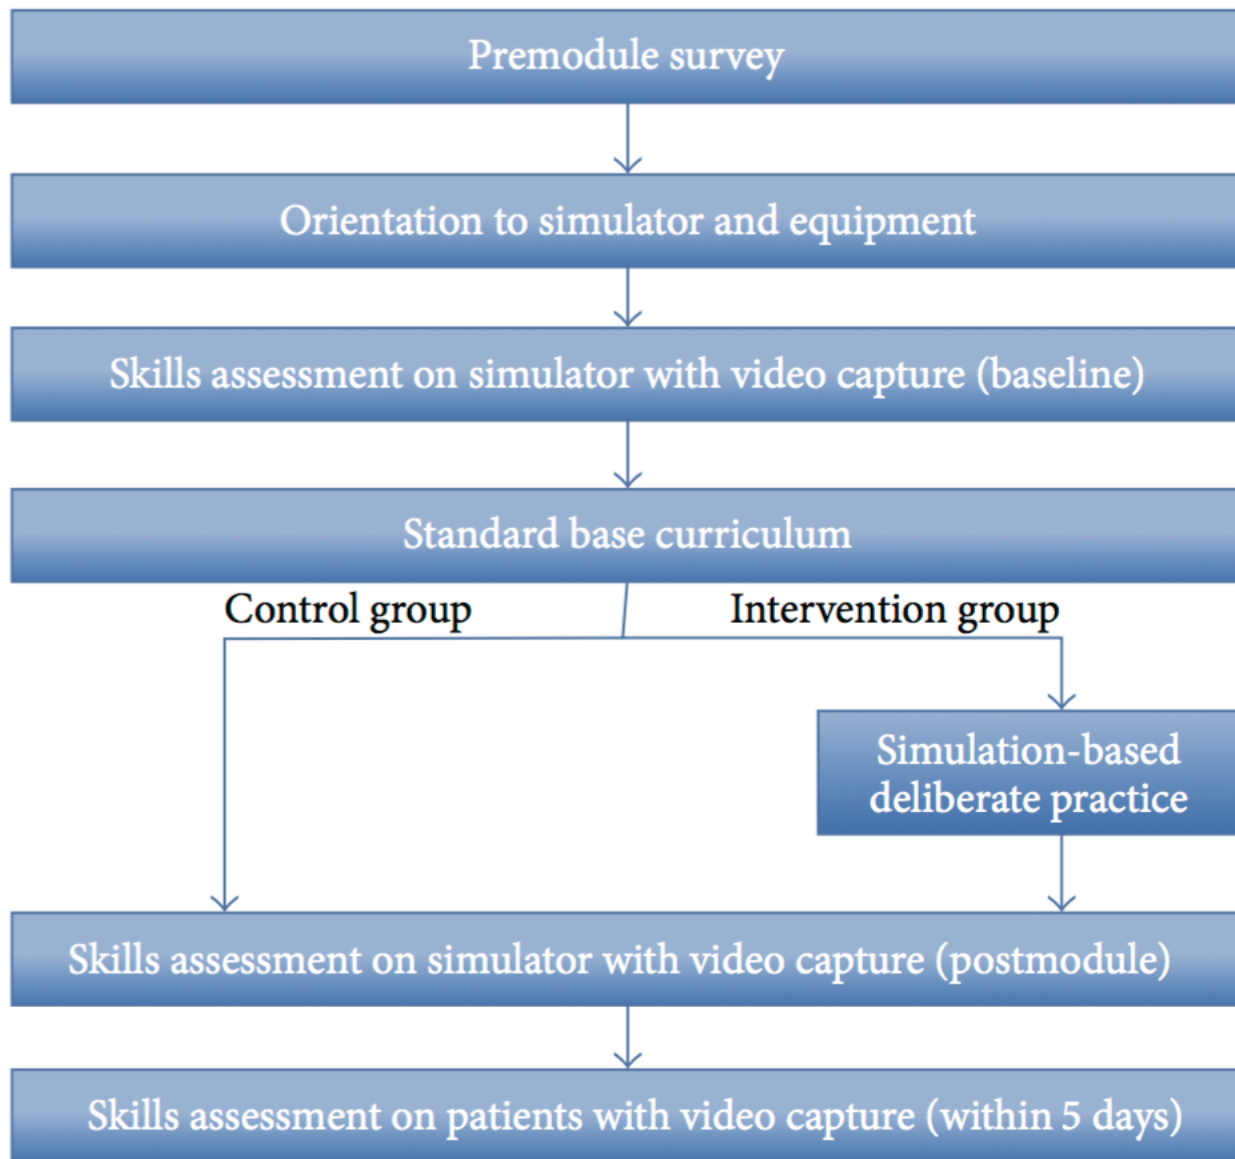 Premodule survey
Orientation to simulator and equipment
Skills assessment on simulator with video capture (baseline)
Standard base curriculum
Control group
Intervention group
Simulation-based
deliberate practice
Skills assessment on simulator with video capture (postmodule)
Skills assessment on patients with video capture (within 5 days)